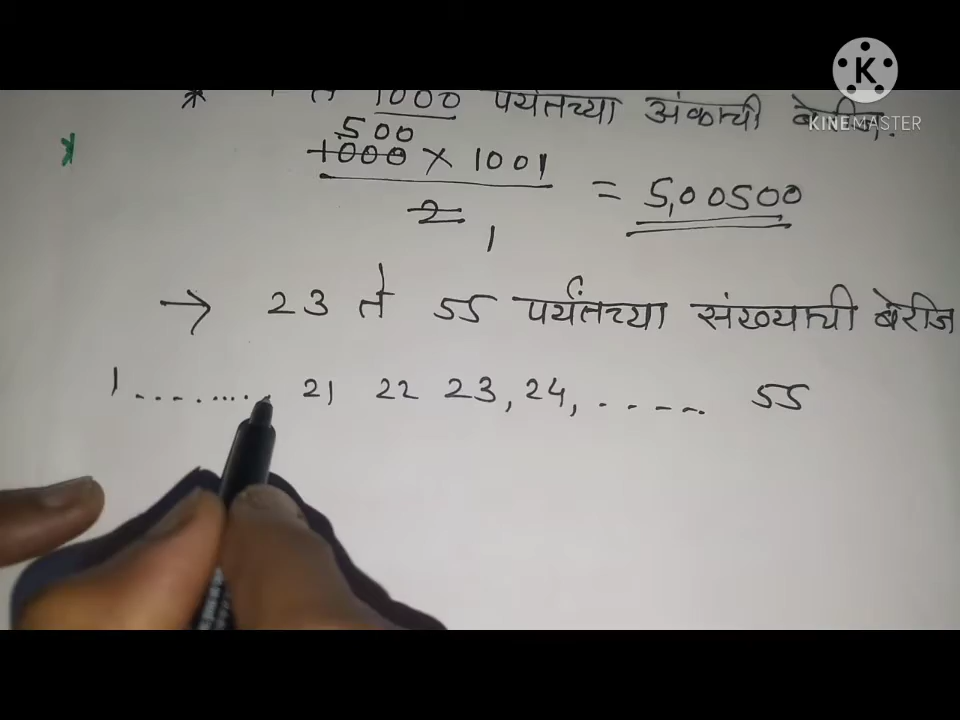 * 1 ते 1000 पर्यंतच्या अंकाची बेरीज.
K
KINEMASTER
*
500
1000 × 1001
2 1
= 5,00500
→ 23 ते 55 पर्यंतच्या संख्याची बेरीज
1 ......... 21 22 23, 24, ..... 55